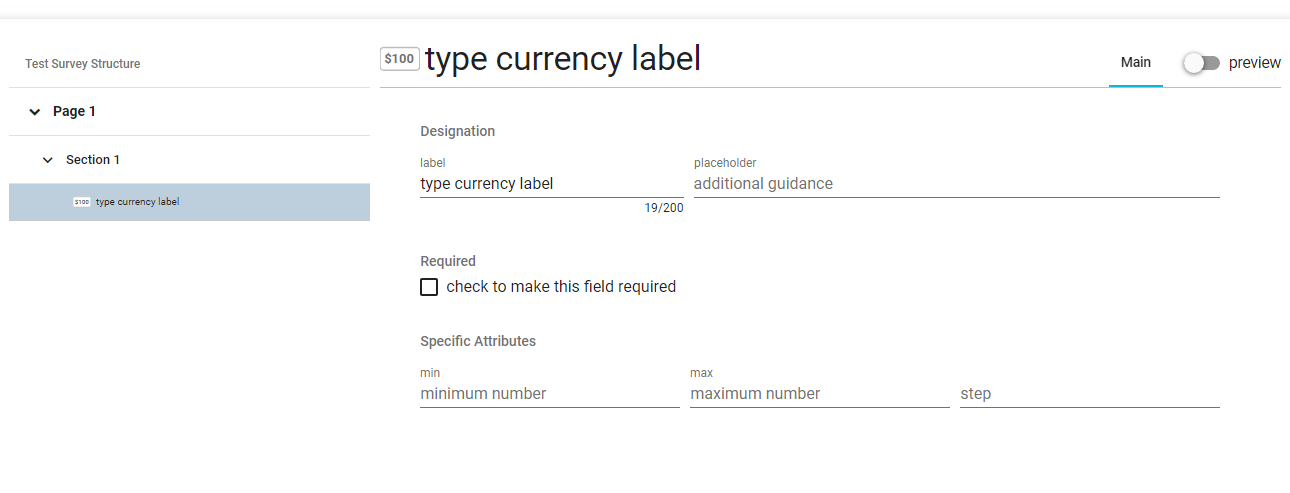 Test Survey Structure
Page 1
Section 1
$100 type currency label
$100 type currency label
Main
preview
Designation
label
type currency label
19/200
placeholder
additional guidance
Required
check to make this field required
Specific Attributes
min
minimum number
max
maximum number
step